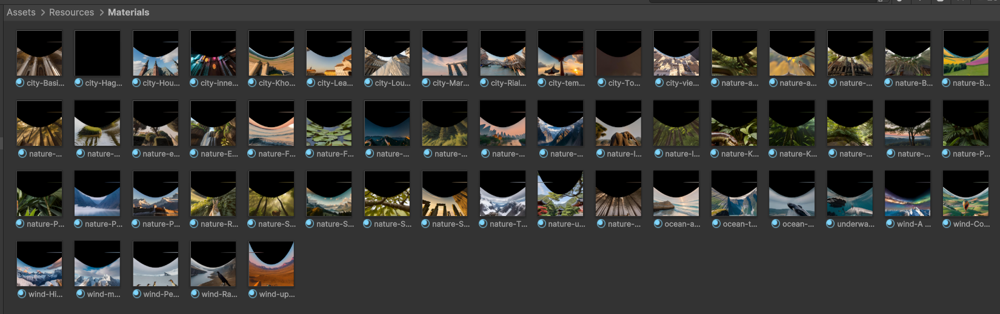 Assets > Resources > Materials
city-Basi... city-Hag... city-Hou... city-inne... city-Kho... city-Lea... city-Lou... city-Mar... city-Rial... city-tem... city-To... city-vie... nature-a... nature-a... nature-... nature-B... nature-B...
nature-... nature-... nature-e... nature-E... nature-F... nature-F... nature-... nature-... nature-... nature-... nature-I... nature-I... nature-K... nature-K... nature-... nature-... nature-P...
nature-P... nature-P... nature-P... nature-R... nature-S... nature-S... nature-S... nature-S... nature-T... nature-u... nature-... ocean-a... ocean-t... ocean-... underwa... wind-A ... wind-Co...
wind-Hi... wind-m... wind-Pe... wind-Ra... wind-up...